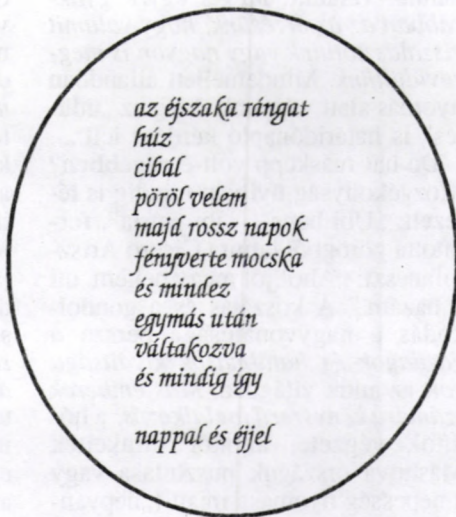 az éjszaka rángat
húz
cibál
pöröl velem
majd rossz napok
fényverte mocska
és mindez
egymás után
váltakozva
és mindig így
nappal és éjjel